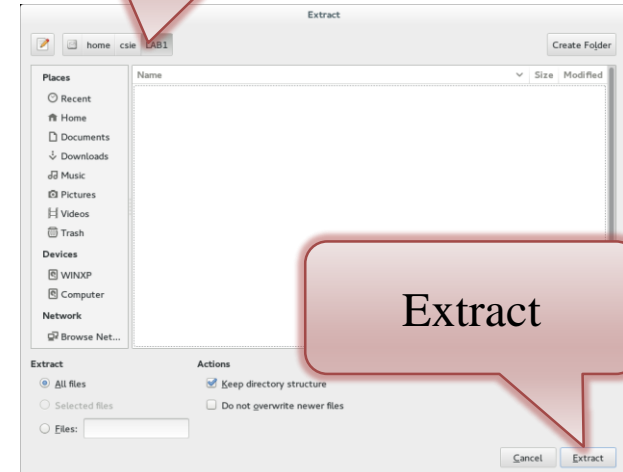 Extract
home csie LAB1 Create Folder
Places Name Size Modified
Recent
Home
Documents
Downloads
Music
Pictures
Videos
Trash
Devices
WINXP
Computer
Network
Browse Net...
Extract
Extract Actions
All files Keep directory structure
Selected files Do not overwrite newer files
Files:
Cancel Extract